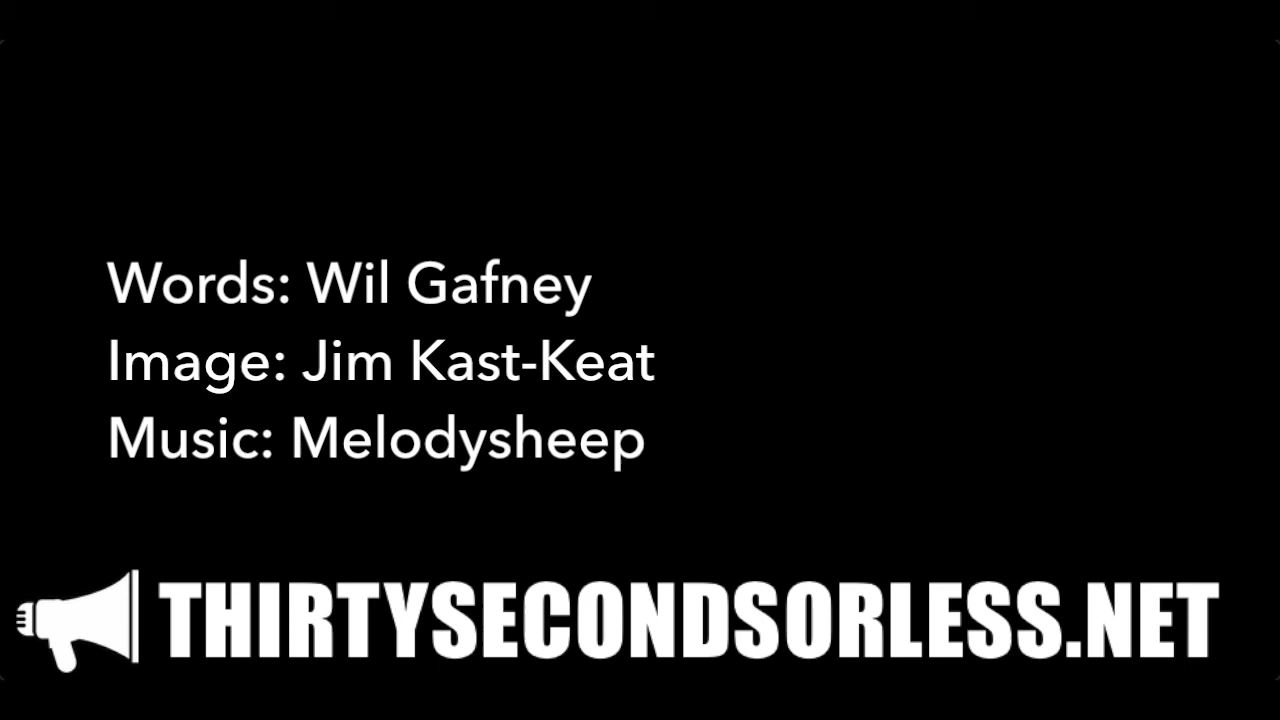 Words: Wil Gafney
Image: Jim Kast-Keat
Music: Melodysheep
THIRTYSECONDSORLESS.NET